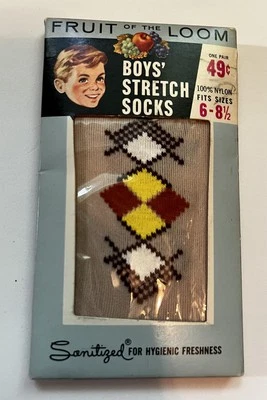 FRUIT OF THE LOOM
BOYS'
STRETCH
SOCKS
ONE PAIR
49¢
100% NYLON
FITS SIZES
6-8½
Sanitized® FOR HYGIENIC FRESHNESS